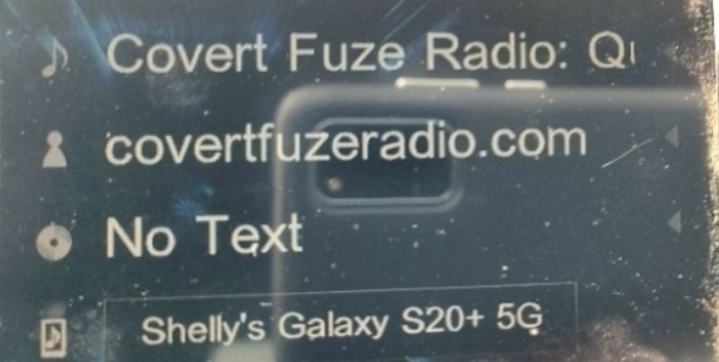 Covert Fuze Radio:
covertfuzeradio.com
No Text
Shelly's Galaxy S20+ 5G